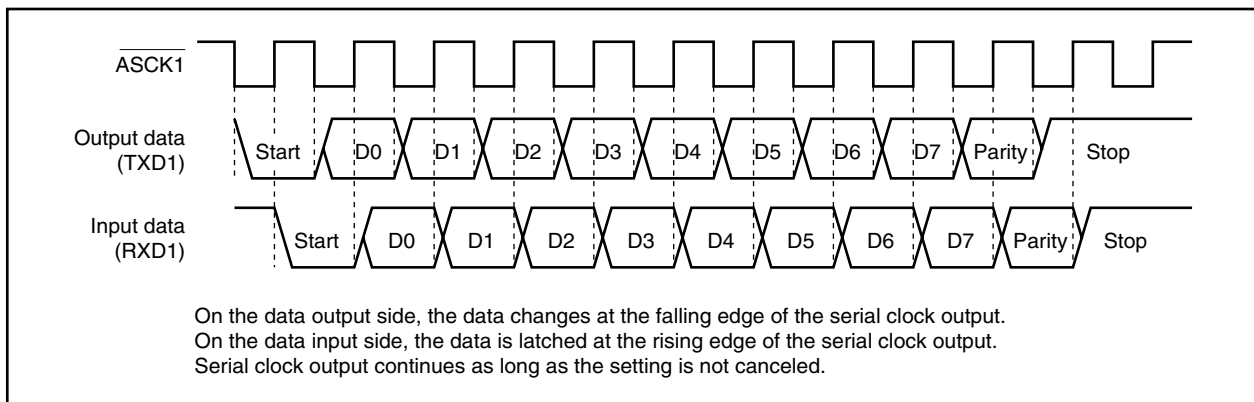 ASCK1
Output data
(TXD1)
Start D0 D1 D2 D3 D4 D5 D6 D7 Parity Stop
Input data
(RXD1)
Start D0 D1 D2 D3 D4 D5 D6 D7 Parity Stop
On the data output side, the data changes at the falling edge of the serial clock output.
On the data input side, the data is latched at the rising edge of the serial clock output.
Serial clock output continues as long as the setting is not canceled.